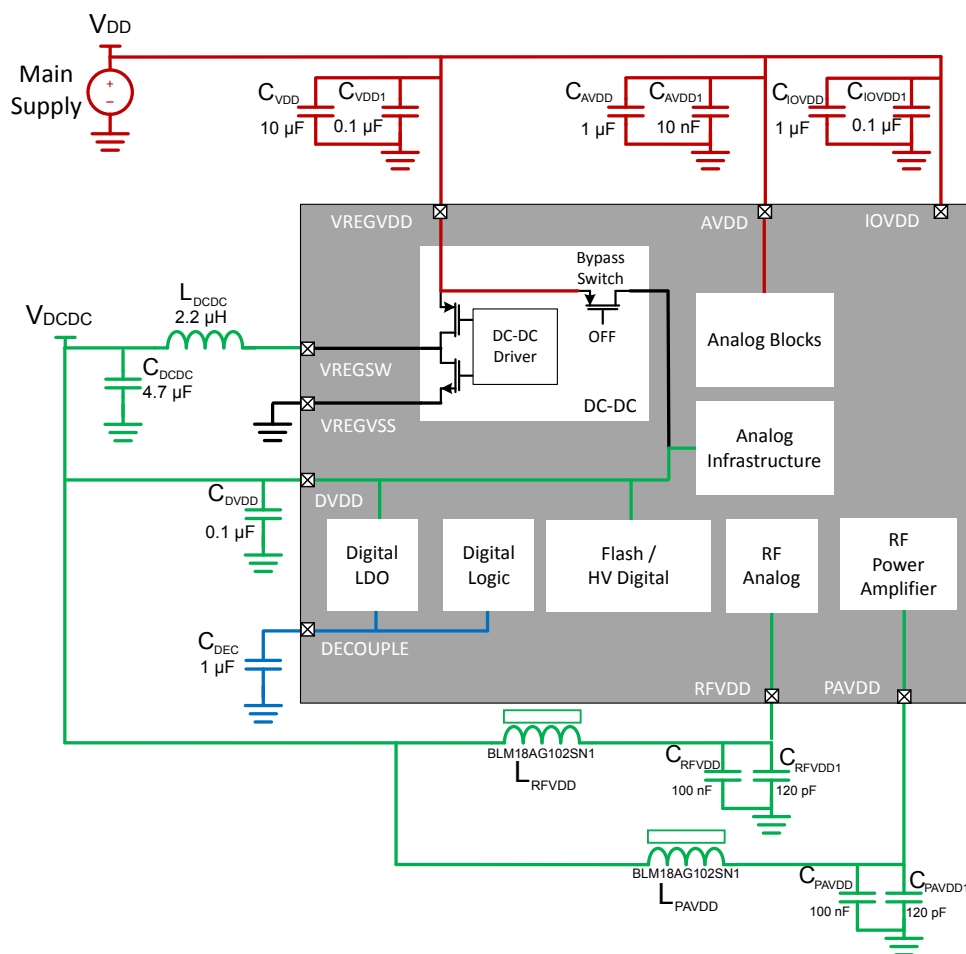 VDD
Main
Supply
+
–
CVDD
10 µF
CVDD1
0.1 µF
CAVDD
1 µF
CAVDD1
10 nF
CIOVDD
1 µF
CIOVDD1
0.1 µF
VREGVDD
AVDD
IOVDD
Bypass
Switch
OFF
DC-DC
Driver
DC-DC
Analog Blocks
VDCDC
LDCDC
2.2 µH
CDCDC
4.7 µF
VREGSW
VREGVSS
Analog
Infrastructure
CDVDD
0.1 µF
DVDD
Digital
LDO
Digital
Logic
Flash /
HV Digital
RF
Analog
RF
Power
Amplifier
CDEC
1 µF
DECOUPLE
RFVDD
PAVDD
BLM18AG102SN1
LRFVDD
CRFVDD
100 nF
CRFVDD1
120 pF
BLM18AG102SN1
LPAVDD
CPAVDD
100 nF
CPAVDD1
120 pF